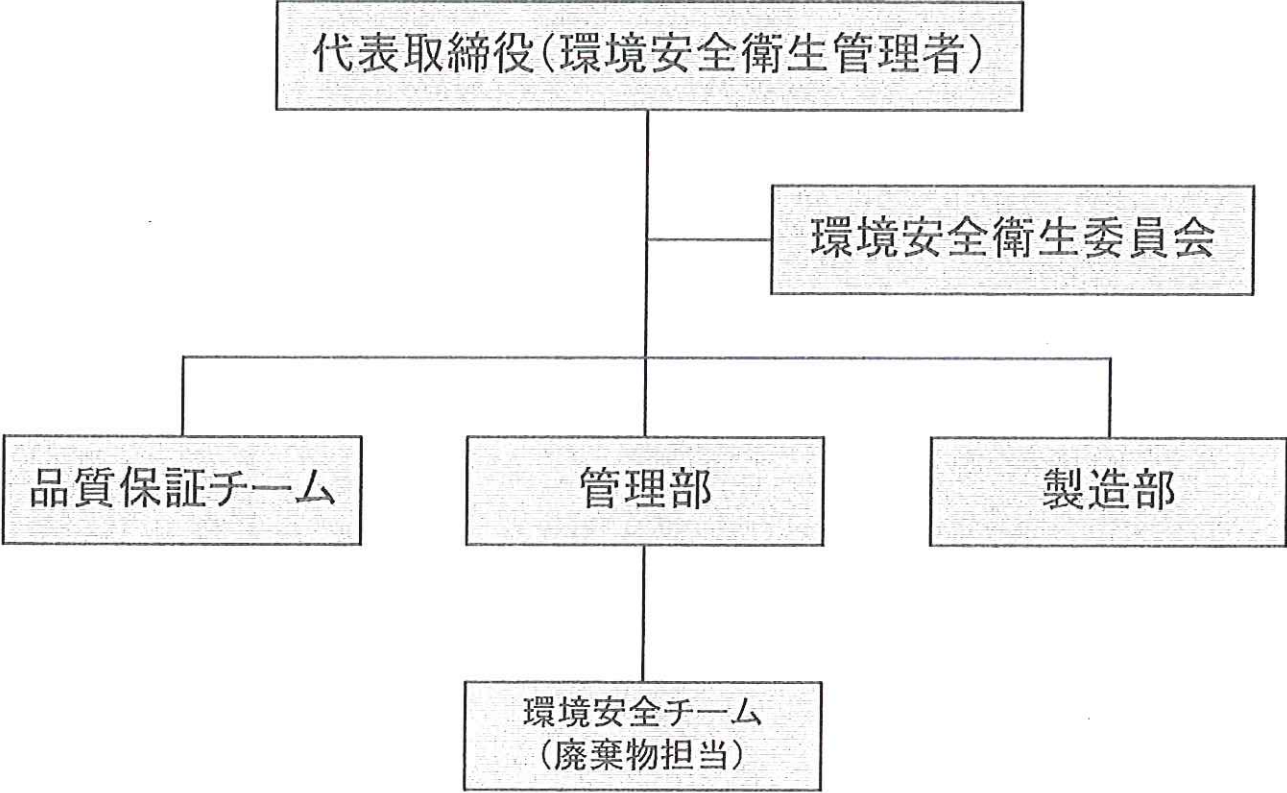 代表取締役(環境安全衛生管理者)
環境安全衛生委員会
品質保証チーム
管理部
製造部
環境安全チーム
(廃棄物担当)